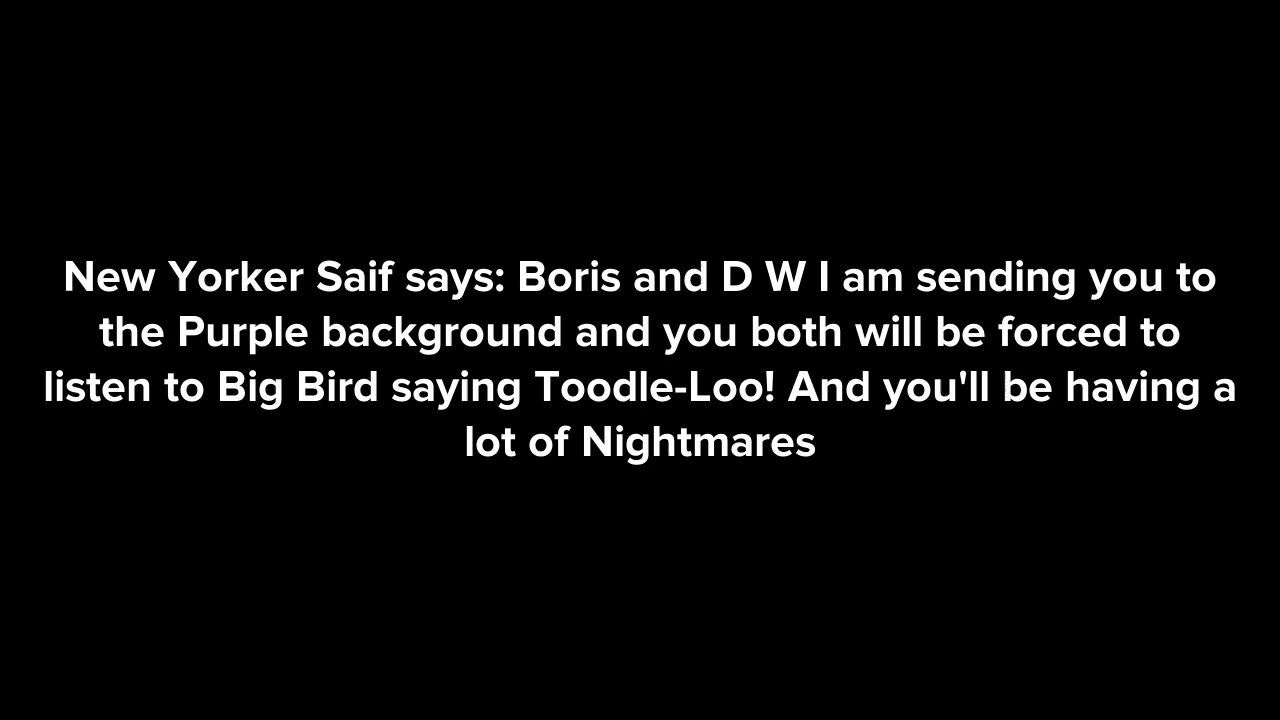 New Yorker Saif says: Boris and D W I am sending you to
the Purple background and you both will be forced to
listen to Big Bird saying Toodle-Loo! And you'll be having a
lot of Nightmares